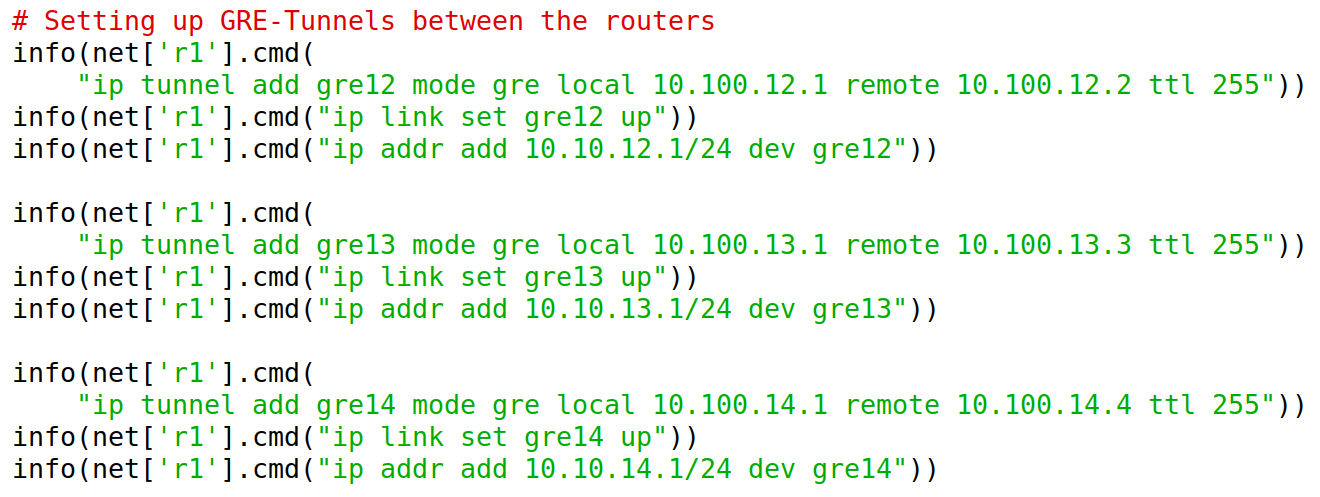 # Setting up GRE-Tunnels between the routers
info(net['r1'].cmd(
    "ip tunnel add gre12 mode gre local 10.100.12.1 remote 10.100.12.2 ttl 255"))
info(net['r1'].cmd("ip link set gre12 up"))
info(net['r1'].cmd("ip addr add 10.10.12.1/24 dev gre12"))

info(net['r1'].cmd(
    "ip tunnel add gre13 mode gre local 10.100.13.1 remote 10.100.13.3 ttl 255"))
info(net['r1'].cmd("ip link set gre13 up"))
info(net['r1'].cmd("ip addr add 10.10.13.1/24 dev gre13"))

info(net['r1'].cmd(
    "ip tunnel add gre14 mode gre local 10.100.14.1 remote 10.100.14.4 ttl 255"))
info(net['r1'].cmd("ip link set gre14 up"))
info(net['r1'].cmd("ip addr add 10.10.14.1/24 dev gre14"))